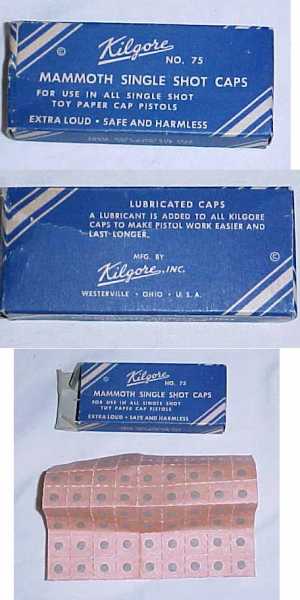 © Kilgore
NO. 75
MAMMOTH SINGLE SHOT CAPS
FOR USE IN ALL SINGLE SHOT
TOY PAPER CAP PISTOLS
EXTRA LOUD • SAFE AND HARMLESS
LUBRICATED CAPS
A LUBRICANT IS ADDED TO ALL KILGORE
CAPS TO MAKE PISTOL WORK EASIER AND
LAST LONGER.
MFG. BY
Kilgore, INC. ©
WESTERVILLE • OHIO • U. S. A.
Kilgore
NO. 75
MAMMOTH SINGLE SHOT CAPS
FOR USE IN ALL SINGLE SHOT
TOY PAPER CAP PISTOLS
EXTRA LOUD • SAFE AND HARMLESS